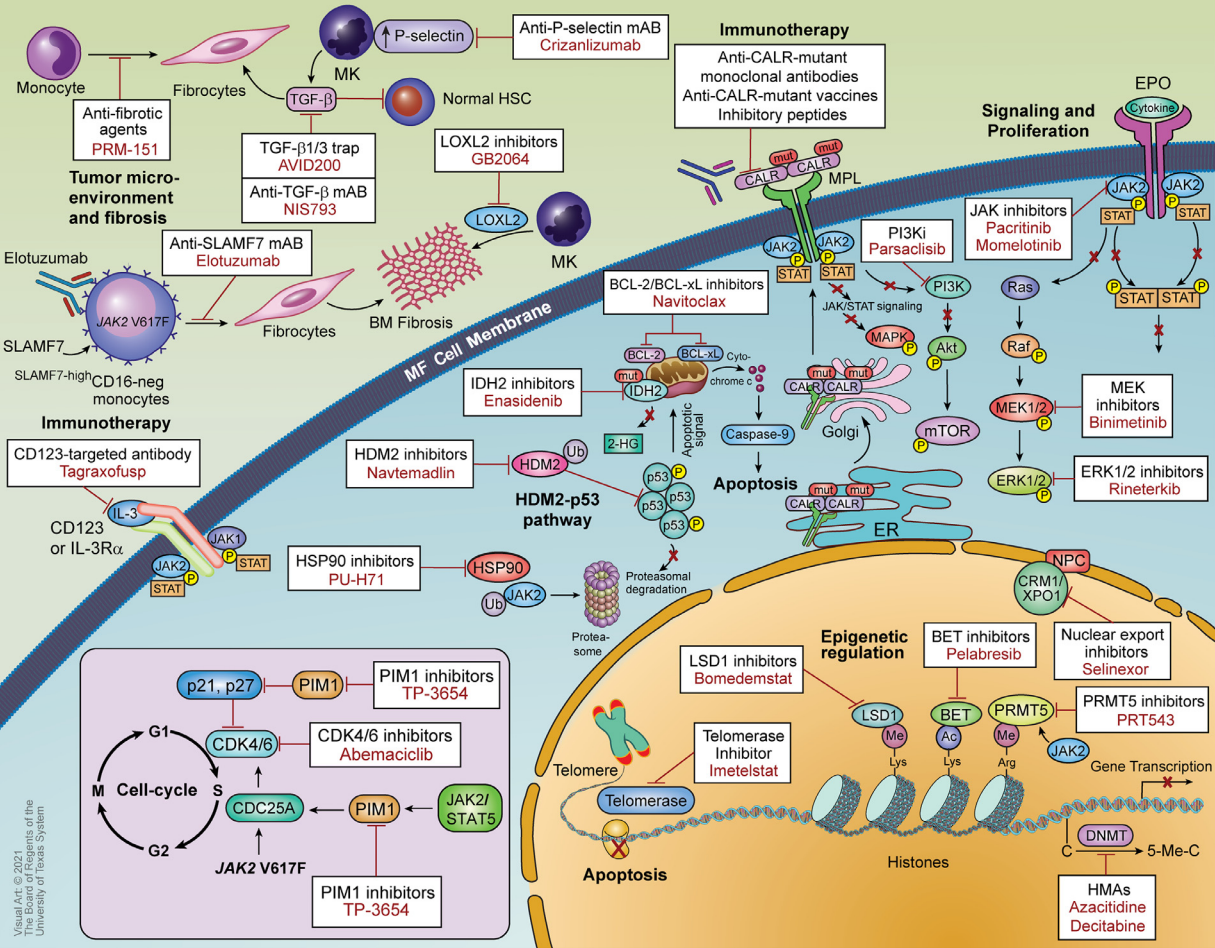 Monocyte
Fibrocytes
Anti-fibrotic
agents
PRM-151
Tumor micro-
environment
and fibrosis
MK
↑ P-selectin
Anti-P-selectin mAB
Crizanlizumab
TGF-β
Normal HSC
TGF-β1/3 trap
AVID200
Anti-TGF-β mAB
NIS793
LOXL2 inhibitors
GB2064
LOXL2
MK
BM Fibrosis
Anti-SLAMF7 mAB
Elotuzumab
Elotuzumab
JAK2 V617F
SLAMF7
SLAMF7-high CD16-neg
monocytes
Fibrocytes
MF Cell Membrane
Immunotherapy
CD123-targeted antibody
Tagraxofusp
IL-3
CD123
or IL-3Rα
JAK1
P
STAT
JAK2
P
STAT
Immunotherapy
Anti-CALR-mutant
monoclonal antibodies
Anti-CALR-mutant vaccines
Inhibitory peptides
mut
mut
CALR
CALR
MPL
JAK2
JAK2
P
P
STAT
STAT
JAK/STAT signaling
MAPK
P
PI3Ki
Parsaclisib
PI3K
Akt
P
mTOR
P
Signaling and
Proliferation
EPO
Cytokine
JAK2
JAK2
P
P
STAT
STAT
JAK inhibitors
Pacritinib
Momelotinib
P
P
STAT
STAT
Ras
Raf
P
MEK1/2
P
MEK
inhibitors
Binimetinib
ERK1/2
P
ERK1/2 inhibitors
Rineterkib
BCL-2/BCL-xL inhibitors
Navitoclax
BCL-2
BCL-xL
mut
IDH2
IDH2 inhibitors
Enasidenib
2-HG
Cyto-
chrome c
Caspase-9
Apoptosis
Apoptotic
signal
mut
mut
CALR
CALR
Golgi
mut
mut
CALR
CALR
ER
HDM2 inhibitors
Navtemadlin
HDM2
Ub
HDM2-p53
pathway
p53
P
p53
p53
p53
P
Proteasomal
degradation
HSP90 inhibitors
PU-H71
HSP90
Ub
JAK2
Protea-
some
p21, p27
PIM1
PIM1 inhibitors
TP-3654
CDK4/6
CDK4/6 inhibitors
Abemaciclib
G1
M
Cell-cycle
S
G2
CDC25A
PIM1
JAK2/
STAT5
JAK2 V617F
PIM1 inhibitors
TP-3654
Visual Art: © 2021
The Board of Regents of the
University of Texas System
NPC
CRM1/
XPO1
Nuclear export
inhibitors
Selinexor
Epigenetic
regulation
LSD1 inhibitors
Bomedemstat
BET inhibitors
Pelabresib
PRMT5 inhibitors
PRT543
LSD1
BET
PRMT5
Me
Ac
Me
Lys
Lys
Arg
JAK2
Gene Transcription
Telomere
Telomerase
Inhibitor
Imetelstat
Telomerase
Apoptosis
Histones
DNMT
C
5-Me-C
HMAs
Azacitidine
Decitabine